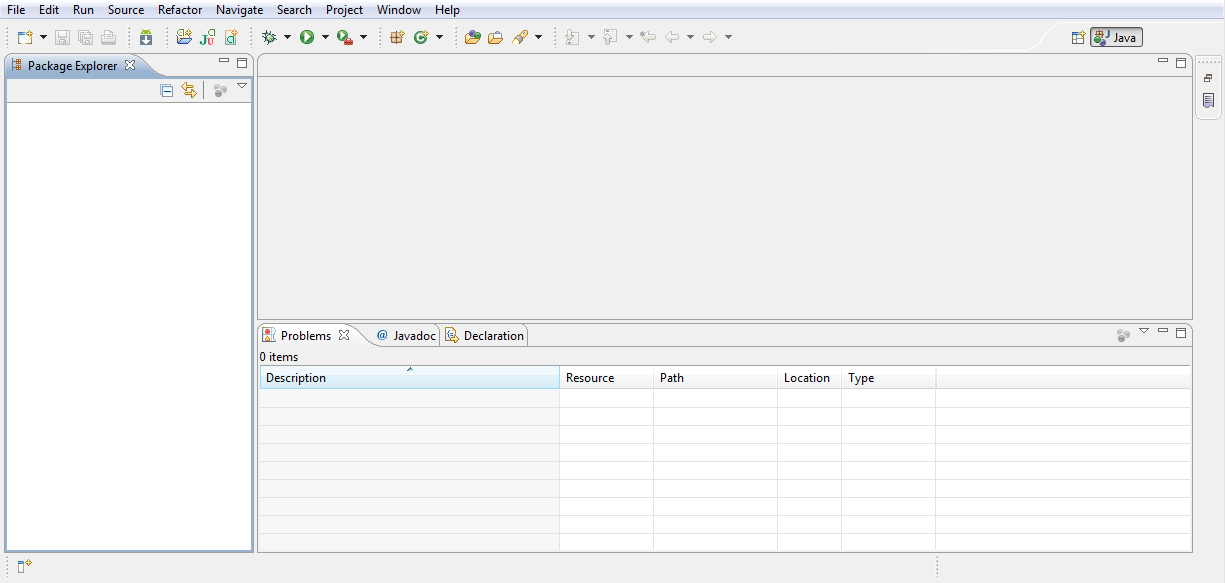 File Edit Run Source Refactor Navigate Search Project Window Help
Java
Package Explorer
Problems @ Javadoc Declaration
0 items
Description Resource Path Location Type